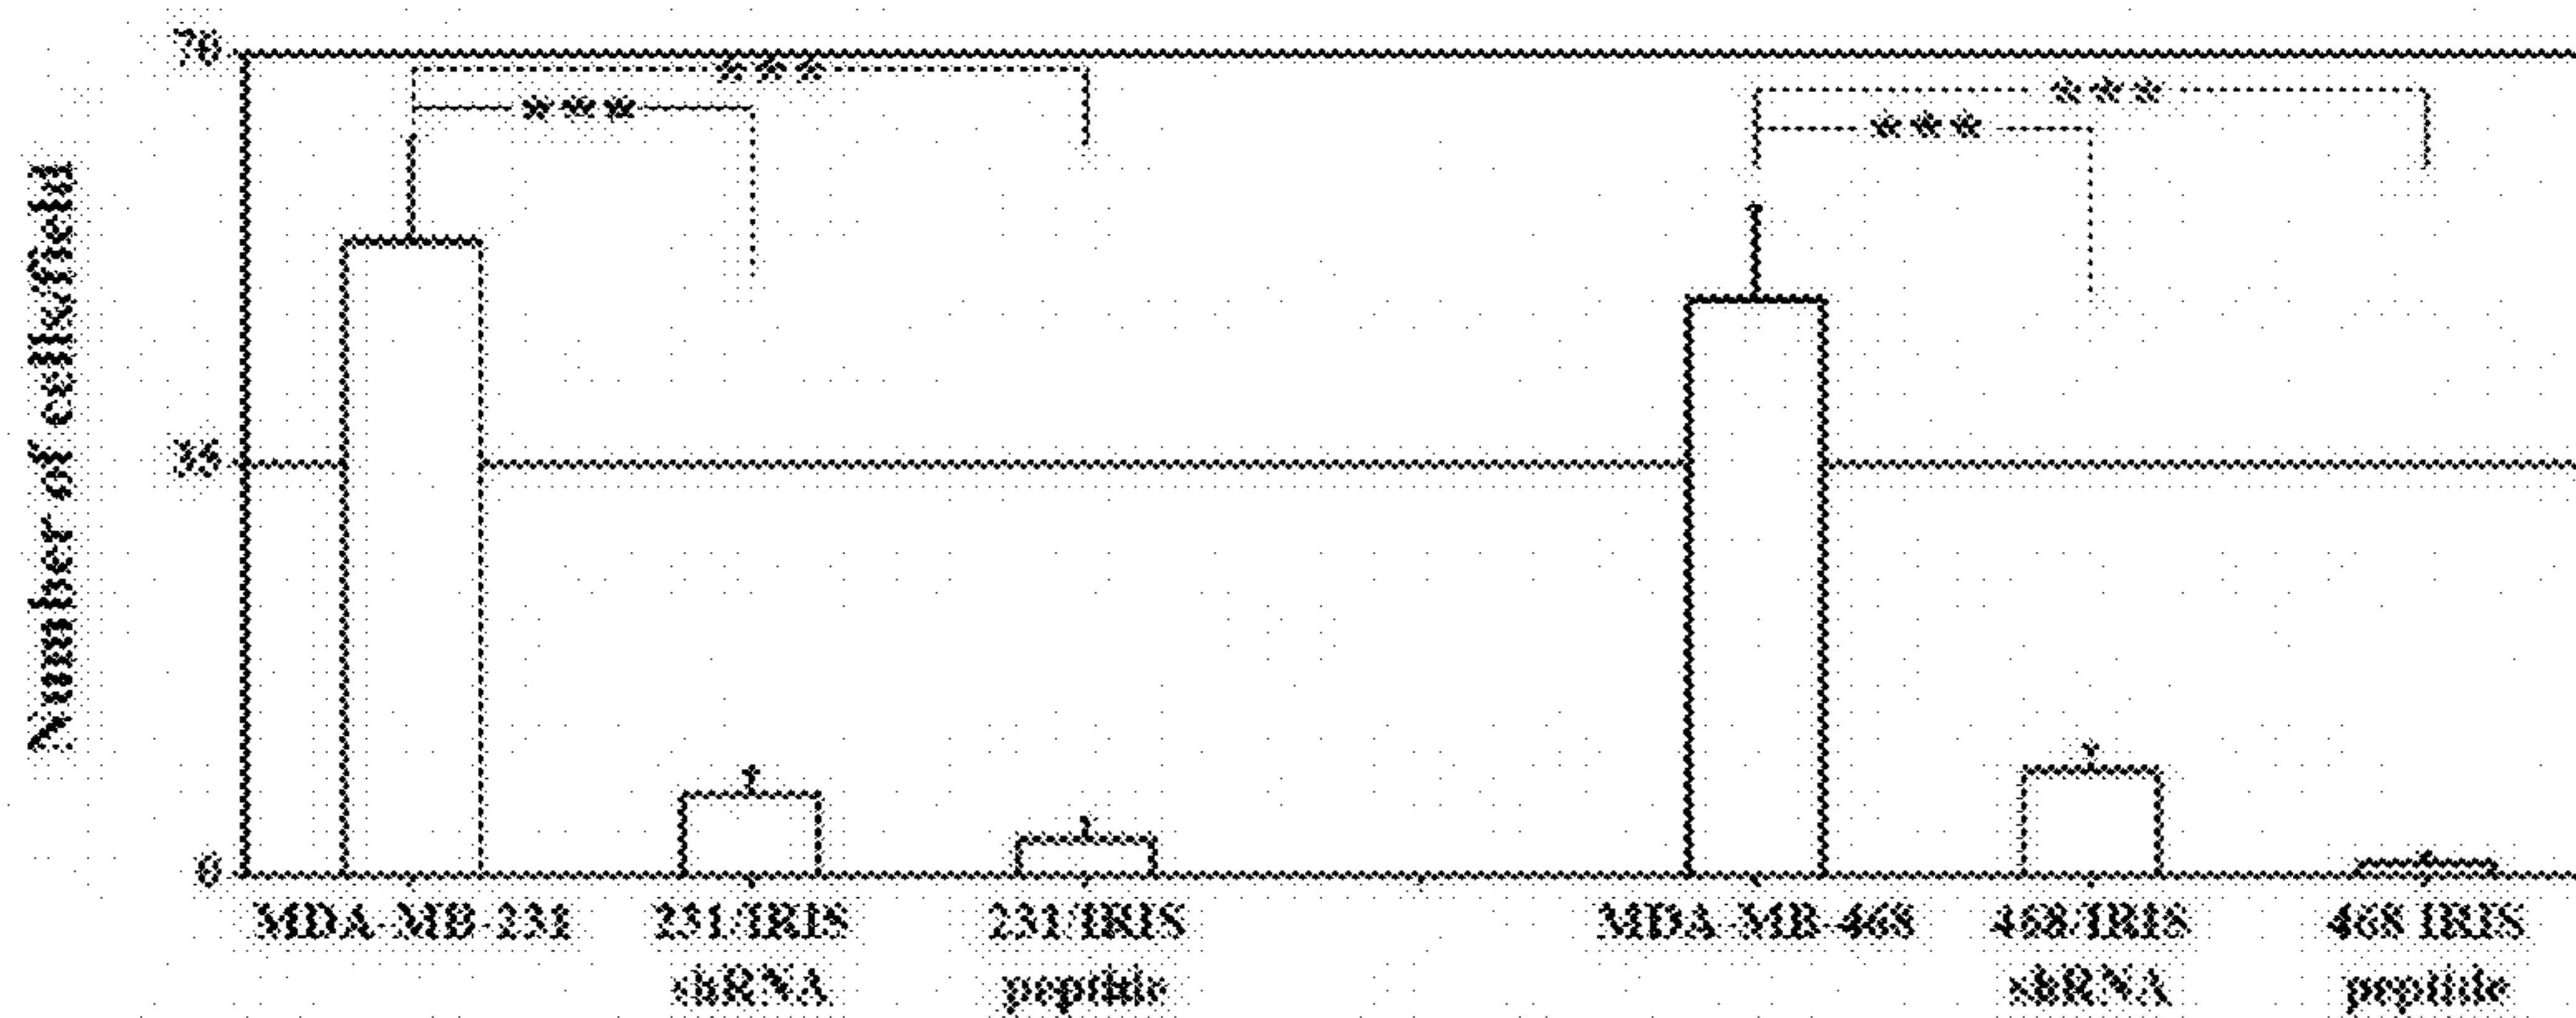 Number of cells/field
70
***
***
***
***
35
0
MDA-MB-231 231/IRIS 231/IRIS MDA-MB-468 468/IRIS 468 IRIS
shRNA peptide shRNA peptide